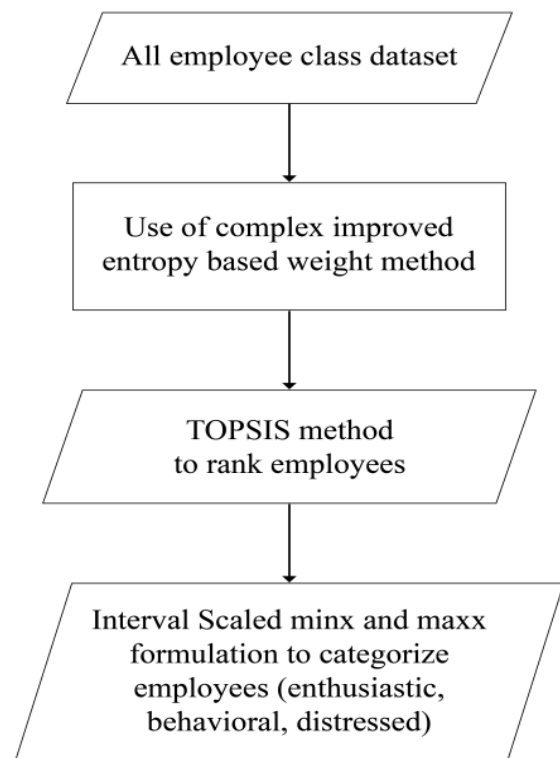 All employee class dataset
Use of complex improved
entropy based weight method
TOPSIS method
to rank employees
Interval Scaled minx and maxx
formulation to categorize
employees (enthusiastic,
behavioral, distressed)